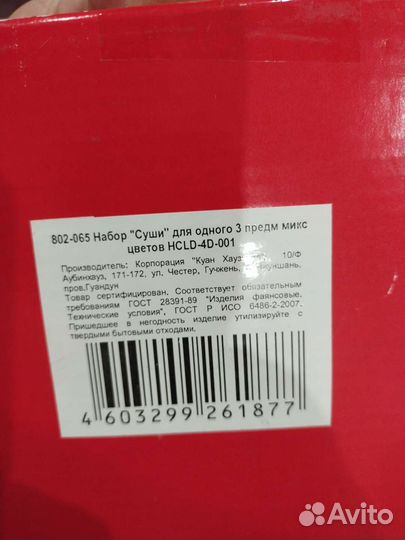 802-065 Набор "Суши" для одного 3 предм микс
цветов HCLD-4D-001
Производитель: Корпорация "Куан Хауз 10/Ф
Аубинхауз, 171-172, ул. Честер, Гучжень,
пров.Гуандун
Товар сертифицирован. Соответствует обязательным
требованиям ГОСТ 28391-89 "Изделия фаянсовые.
Технические условия", ГОСТ Р ИСО 6486-2-2007.
Пришедшее в негодность изделие утилизируйте с
твердыми бытовыми отходами.
4 603299 261877
Avito